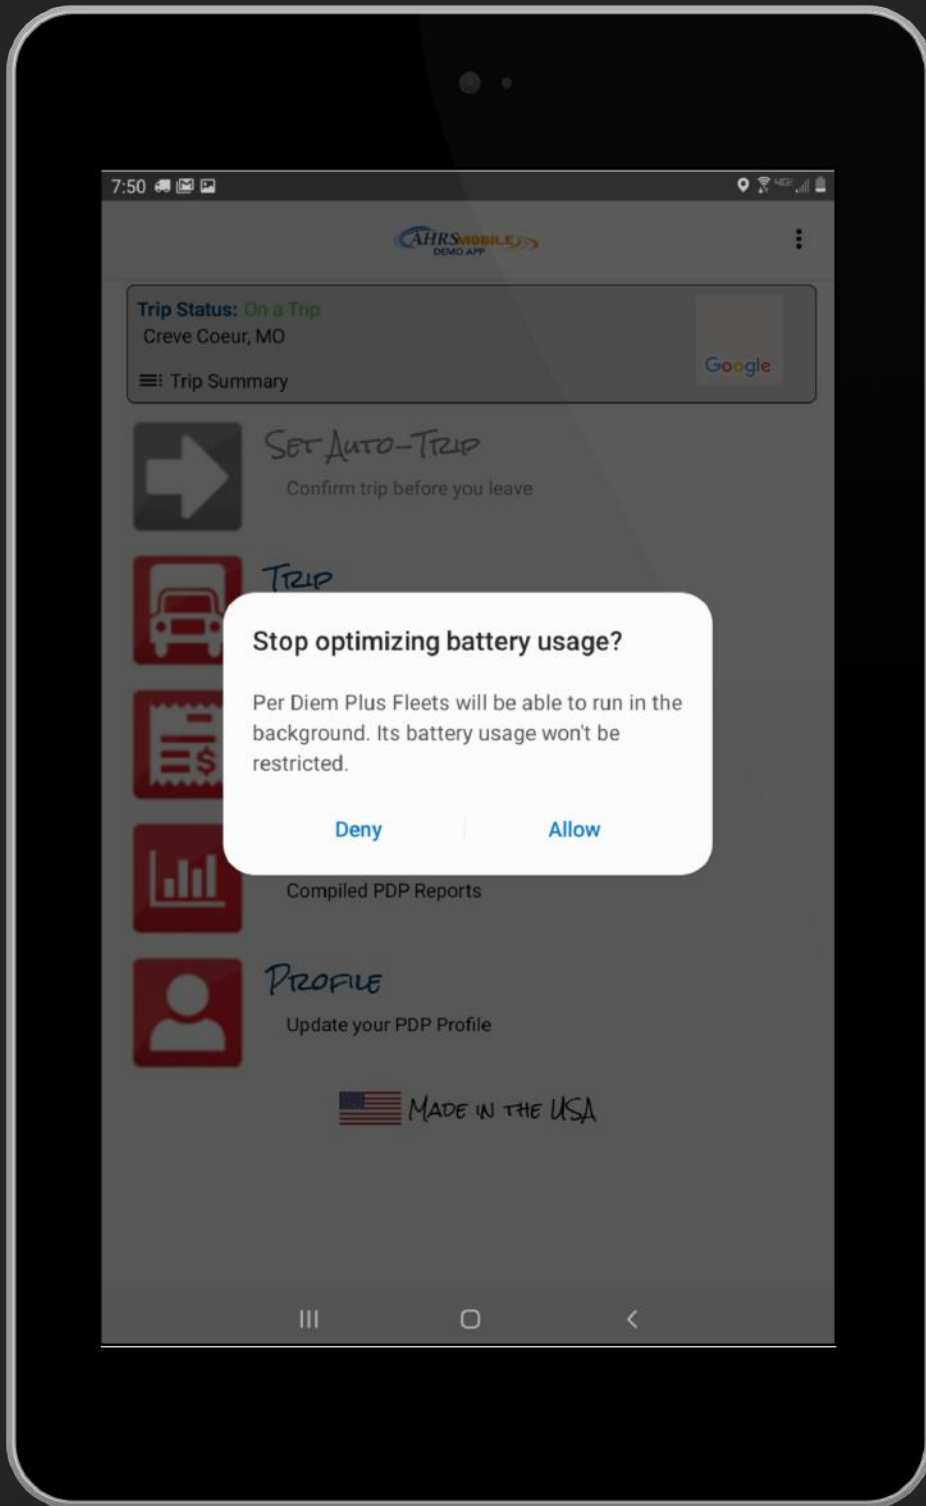 7:50
AHRSMOBILE
DEMO APP
Trip Status: On a Trip
Creve Coeur, MO
Google
Trip Summary
SET AUTO-TRIP
Confirm trip before you leave
TRIP
Stop optimizing battery usage?
Per Diem Plus Fleets will be able to run in the
background. Its battery usage won't be
restricted.
Deny Allow
Compiled PDP Reports
PROFILE
Update your PDP Profile
MADE IN THE USA